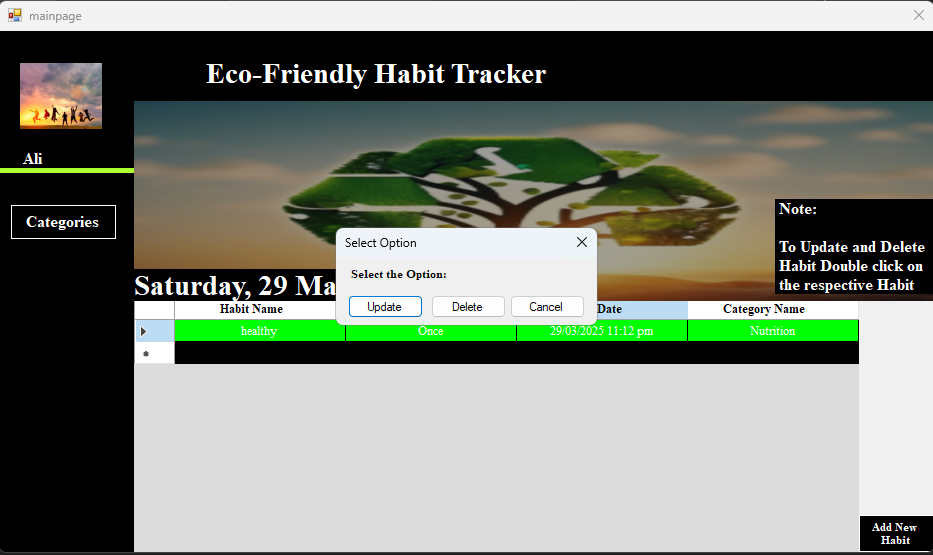 mainpage
Eco-Friendly Habit Tracker
Ali
Categories
Note:
To Update and Delete
Habit Double click on
the respective Habit
Select Option
Select the Option:
Update Delete Cancel
Saturday, 29 Ma
Habit Name Date Category Name
healthy Once 29/03/2025 11:12 pm Nutrition
Add New
Habit